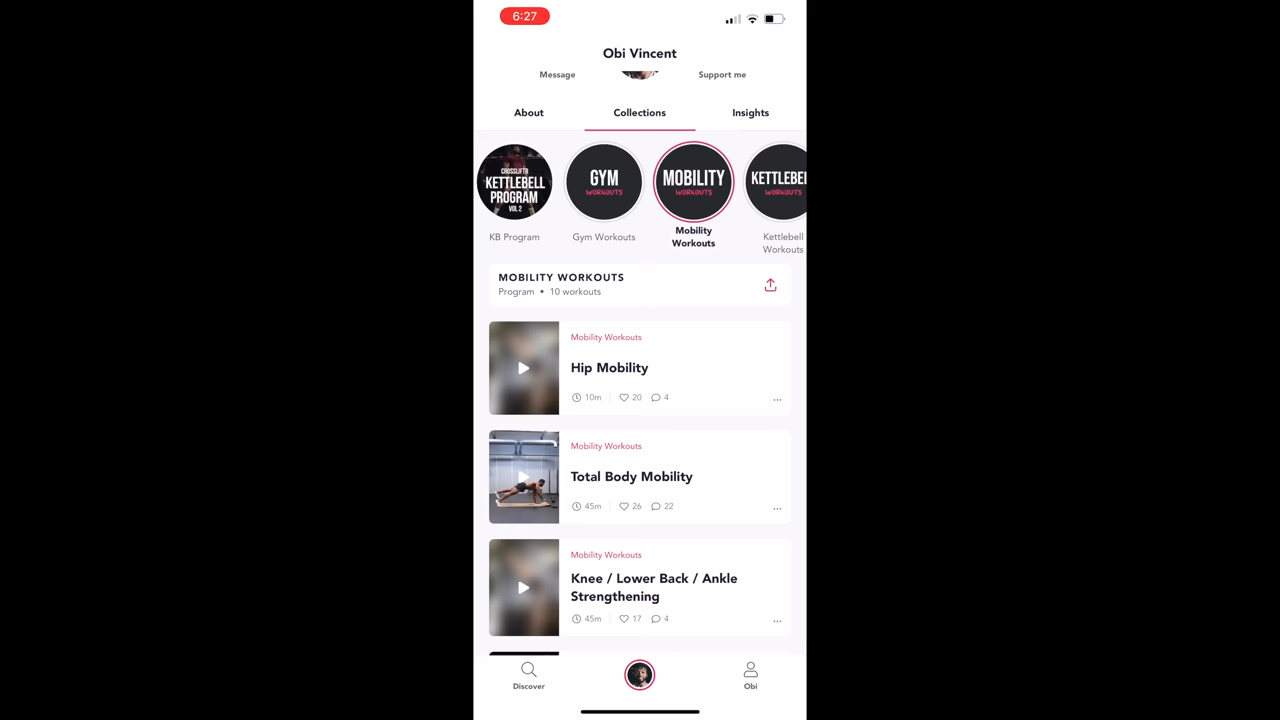 6:27
Obi Vincent
Message
Support me
About
Collections
Insights
CROSSLIFTR
KETTLEBELL
PROGRAM
VOL 2
GYM
WORKOUTS
MOBILITY
WORKOUTS
KETTLEBEL
WORKOUTS
KB Program
Gym Workouts
Mobility
Workouts
Kettlebell
Workouts
MOBILITY WORKOUTS
Program • 10 workouts
Mobility Workouts
Hip Mobility
10m 20 4
...
Mobility Workouts
Total Body Mobility
45m 26 22
...
Mobility Workouts
Knee / Lower Back / Ankle
Strengthening
45m 17 4
...
Discover
Obi